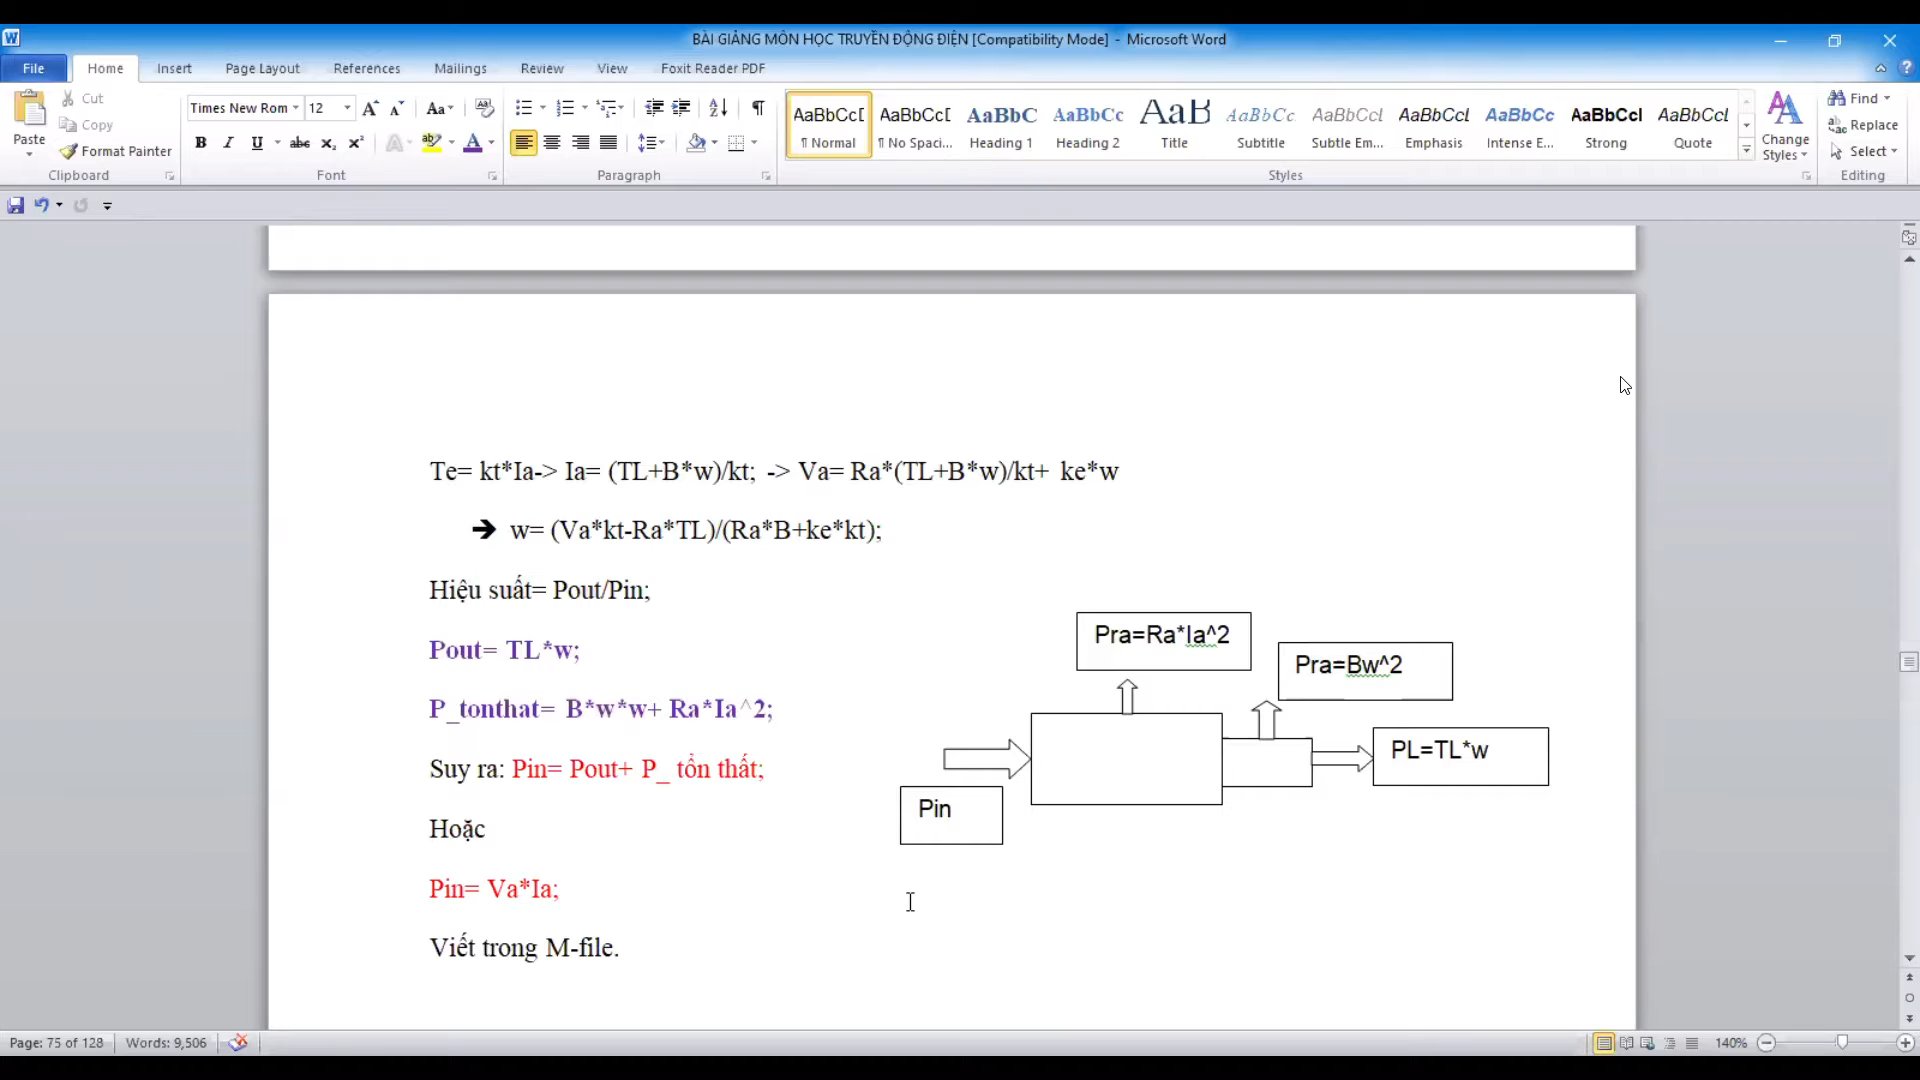 BÀI GIẢNG MÔN HỌC TRUYỀN ĐỘNG ĐIỆN [Compatibility Mode] - Microsoft Word
File Home Insert Page Layout References Mailings Review View Foxit Reader PDF
Paste Cut Copy Format Painter
Times New Rom 12
AaBbCcD AaBbCcD AaBbC AaBbCc AaB AaBbCc AaBbCcI AaBbCcI AaBbCc AaBbCcI AaBbCcI
¶ Normal ¶ No Spaci... Heading 1 Heading 2 Title Subtitle Subtle Em... Emphasis Intense E... Strong Quote
Change Styles
Find
Replace
Select
Clipboard Font Paragraph Styles Editing
Te= kt*Ia-> Ia= (TL+B*w)/kt; -> Va= Ra*(TL+B*w)/kt+ ke*w
➔ w= (Va*kt-Ra*TL)/(Ra*B+ke*kt);
Hiệu suất= Pout/Pin;
Pout= TL*w;
P_tonthat= B*w*w+ Ra*Ia^2;
Suy ra: Pin= Pout+ P_ tổn thất;
Hoặc
Pin= Va*Ia;
Viết trong M-file.
Pra=Ra*Ia^2
Pra=Bw^2
PL=TL*w
Pin
Page: 75 of 128 Words: 9,506 140%